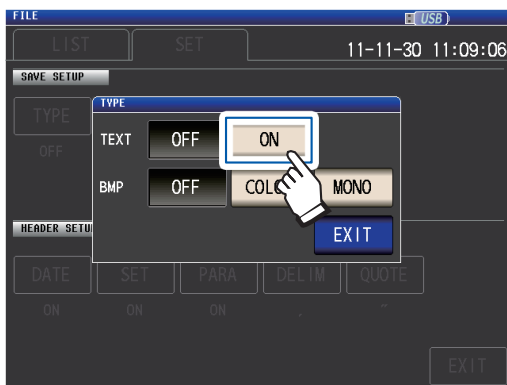 FILE USB
LIST SET 11-11-30 11:09:06
SAVE SETUP
TYPE
OFF
TYPE
TEXT OFF ON
BMP OFF MONO
EXIT
HEADER SETU
DATE SET PARA DELIM QUOTE
ON ON ON . ~
EXIT